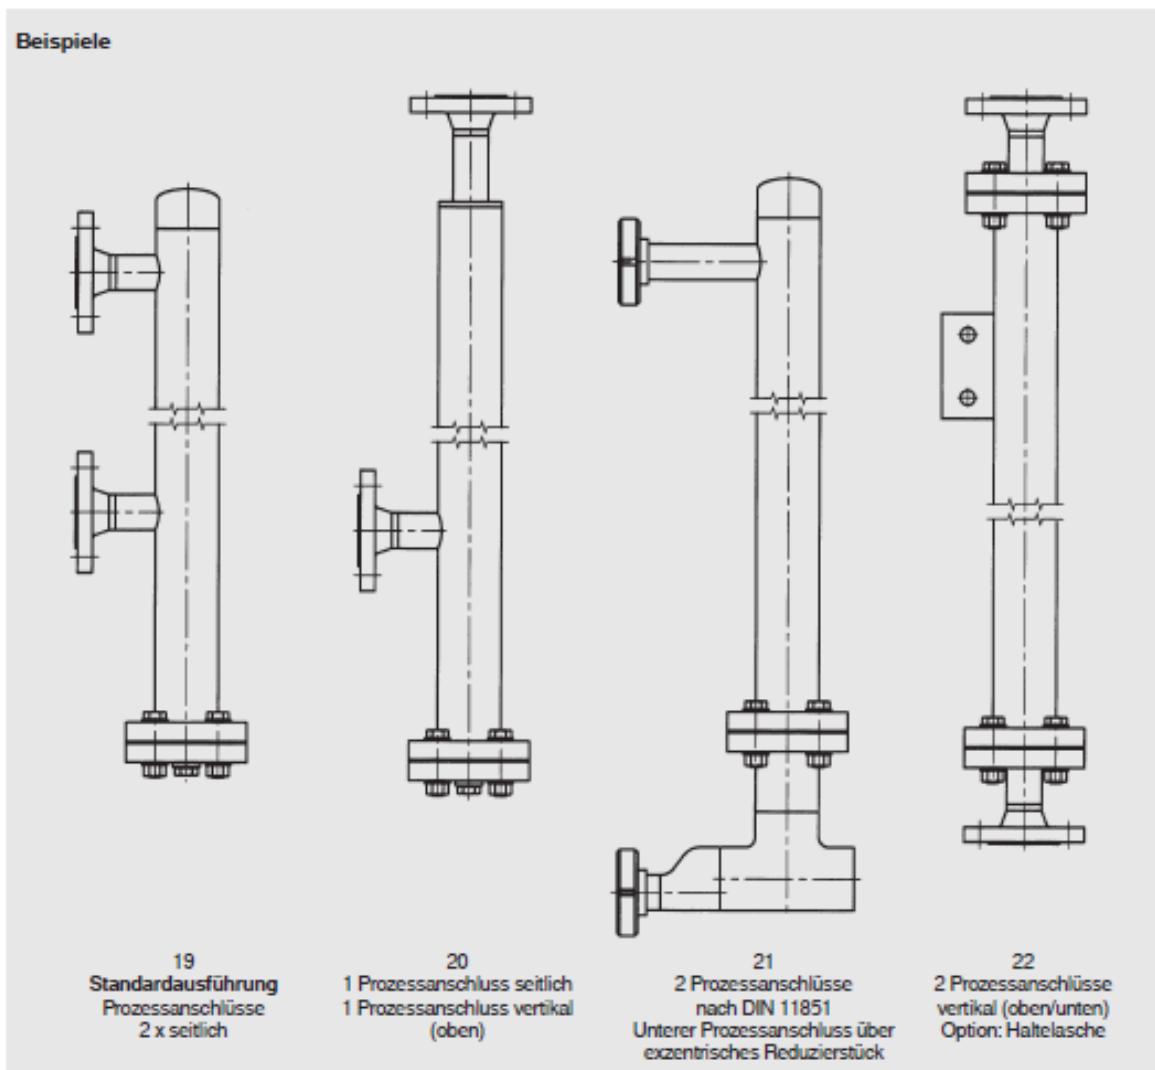 Beispiele
19
Standardausführung
Prozessanschlüsse
2 x seitlich
20
1 Prozessanschluss seitlich
1 Prozessanschluss vertikal
(oben)
21
2 Prozessanschlüsse
nach DIN 11851
Unterer Prozessanschluss über
exzentrisches Reduzierstück
22
2 Prozessanschlüsse
vertikal (oben/unten)
Option: Haltelasche